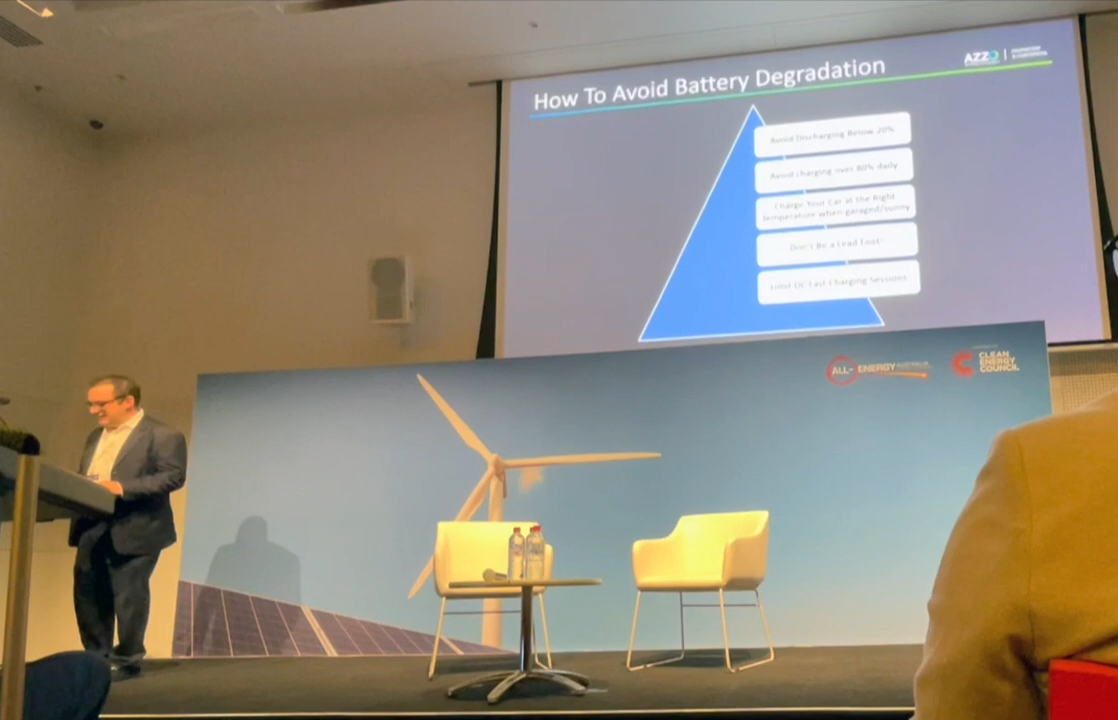 AZZO
How To Avoid Battery Degradation
Avoid Discharging Below 20%
Avoid charging over 80% daily
Charge Your Car at the Right
temperature when garaged/sunny
Don't Be a Lead Foot!
Limit DC Fast Charging Sessions
ALL-ENERGY AUSTRALIA
CLEAN
ENERGY
COUNCIL